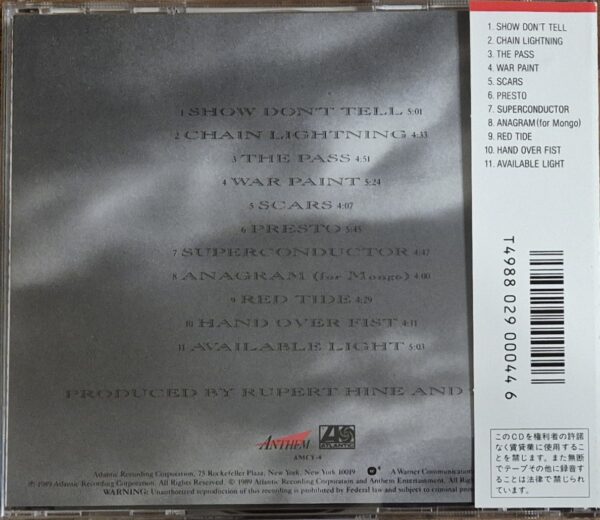 1 SHOW DON'T TELL 5:01
2 CHAIN LIGHTNING 4:33
3 THE PASS 4:51
4 WAR PAINT 5:24
5 SCARS 4:07
6 PRESTO 5:45
7 SUPERCONDUCTOR 4:47
8 ANAGRAM (for Mongo) 4:00
9 RED TIDE 4:29
10 HAND OVER FIST 4:11
11 AVAILABLE LIGHT 5:03
PRODUCED BY RUPERT HINE AND
ANTHEM
ATLANTIC
AMCY-4
Atlantic Recording Corporation, 75 Rockefeller Plaza, New York, New York 10019
A Warner Communications
℗ 1989 Atlantic Recording Corporation. All Rights Reserved. © 1989 Atlantic Recording Corporation and Anthem Entertainment. All Rights
WARNING: Unauthorized reproduction of this recording is prohibited by Federal law and subject to criminal
1. SHOW DON'T TELL
2. CHAIN LIGHTNING
3. THE PASS
4. WAR PAINT
5. SCARS
6. PRESTO
7. SUPERCONDUCTOR
8. ANAGRAM(for Mongo)
9. RED TIDE
10. HAND OVER FIST
11. AVAILABLE LIGHT
T4988 029 000446
このCDを権利者の許諾
なく賃貸業に使用するこ
とを禁じます。また無断
でテープその他に録音す
ることは法律で禁じられ
ています。